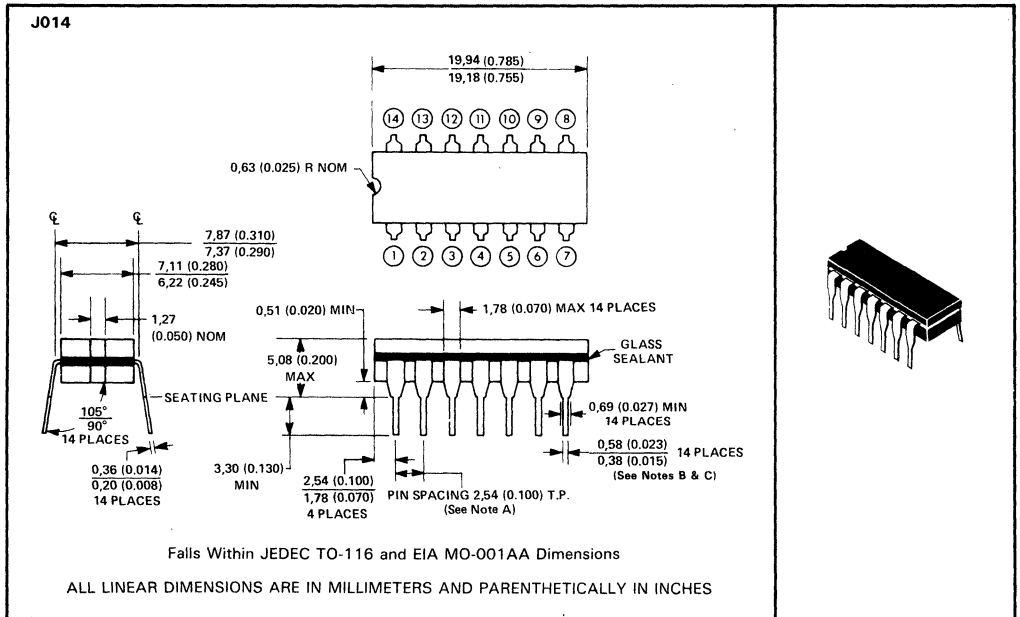 J014
19,94 (0.785)
19,18 (0.755)
14 13 12 11 10 9 8
0,63 (0.025) R NOM
1 2 3 4 5 6 7
℄ ℄
7,87 (0.310)
7,37 (0.290)
7,11 (0.280)
6,22 (0.245)
1,27
(0.050) NOM
0,51 (0.020) MIN
1,78 (0.070) MAX 14 PLACES
5,08 (0.200)
MAX
GLASS
SEALANT
SEATING PLANE
105°
90°
14 PLACES
0,69 (0.027) MIN
14 PLACES
0,36 (0.014)
0,20 (0.008)
14 PLACES
3,30 (0.130)
MIN
2,54 (0.100)
1,78 (0.070)
4 PLACES
PIN SPACING 2,54 (0.100) T.P.
(See Note A)
0,58 (0.023)
0,38 (0.015)
14 PLACES
(See Notes B & C)
Falls Within JEDEC TO-116 and EIA MO-001AA Dimensions
ALL LINEAR DIMENSIONS ARE IN MILLIMETERS AND PARENTHETICALLY IN INCHES